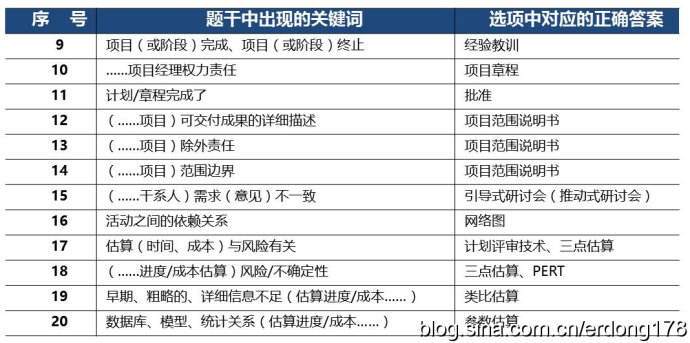 序 号 题干中出现的关键词 选项中对应的正确答案
9 项目（或阶段）完成、项目（或阶段）终止 经验教训
10 ......项目经理权力责任 项目章程
11 计划/章程完成了 批准
12 （......项目）可交付成果的详细描述 项目范围说明书
13 （......项目）除外责任 项目范围说明书
14 （......项目）范围边界 项目范围说明书
15 （......干系人）需求（意见）不一致 引导式研讨会（推动式研讨会）
16 活动之间的依赖关系 网络图
17 估算（时间、成本）与风险有关 计划评审技术、三点估算
18 （......进度/成本估算）风险/不确定性 三点估算、PERT
19 早期、粗略的、详细信息不足（估算进度/成本......） 类比估算
20 数据库、模型、统计关系（估算进度/成本......） 参数估算
blog.sina.com.cn/erdong178